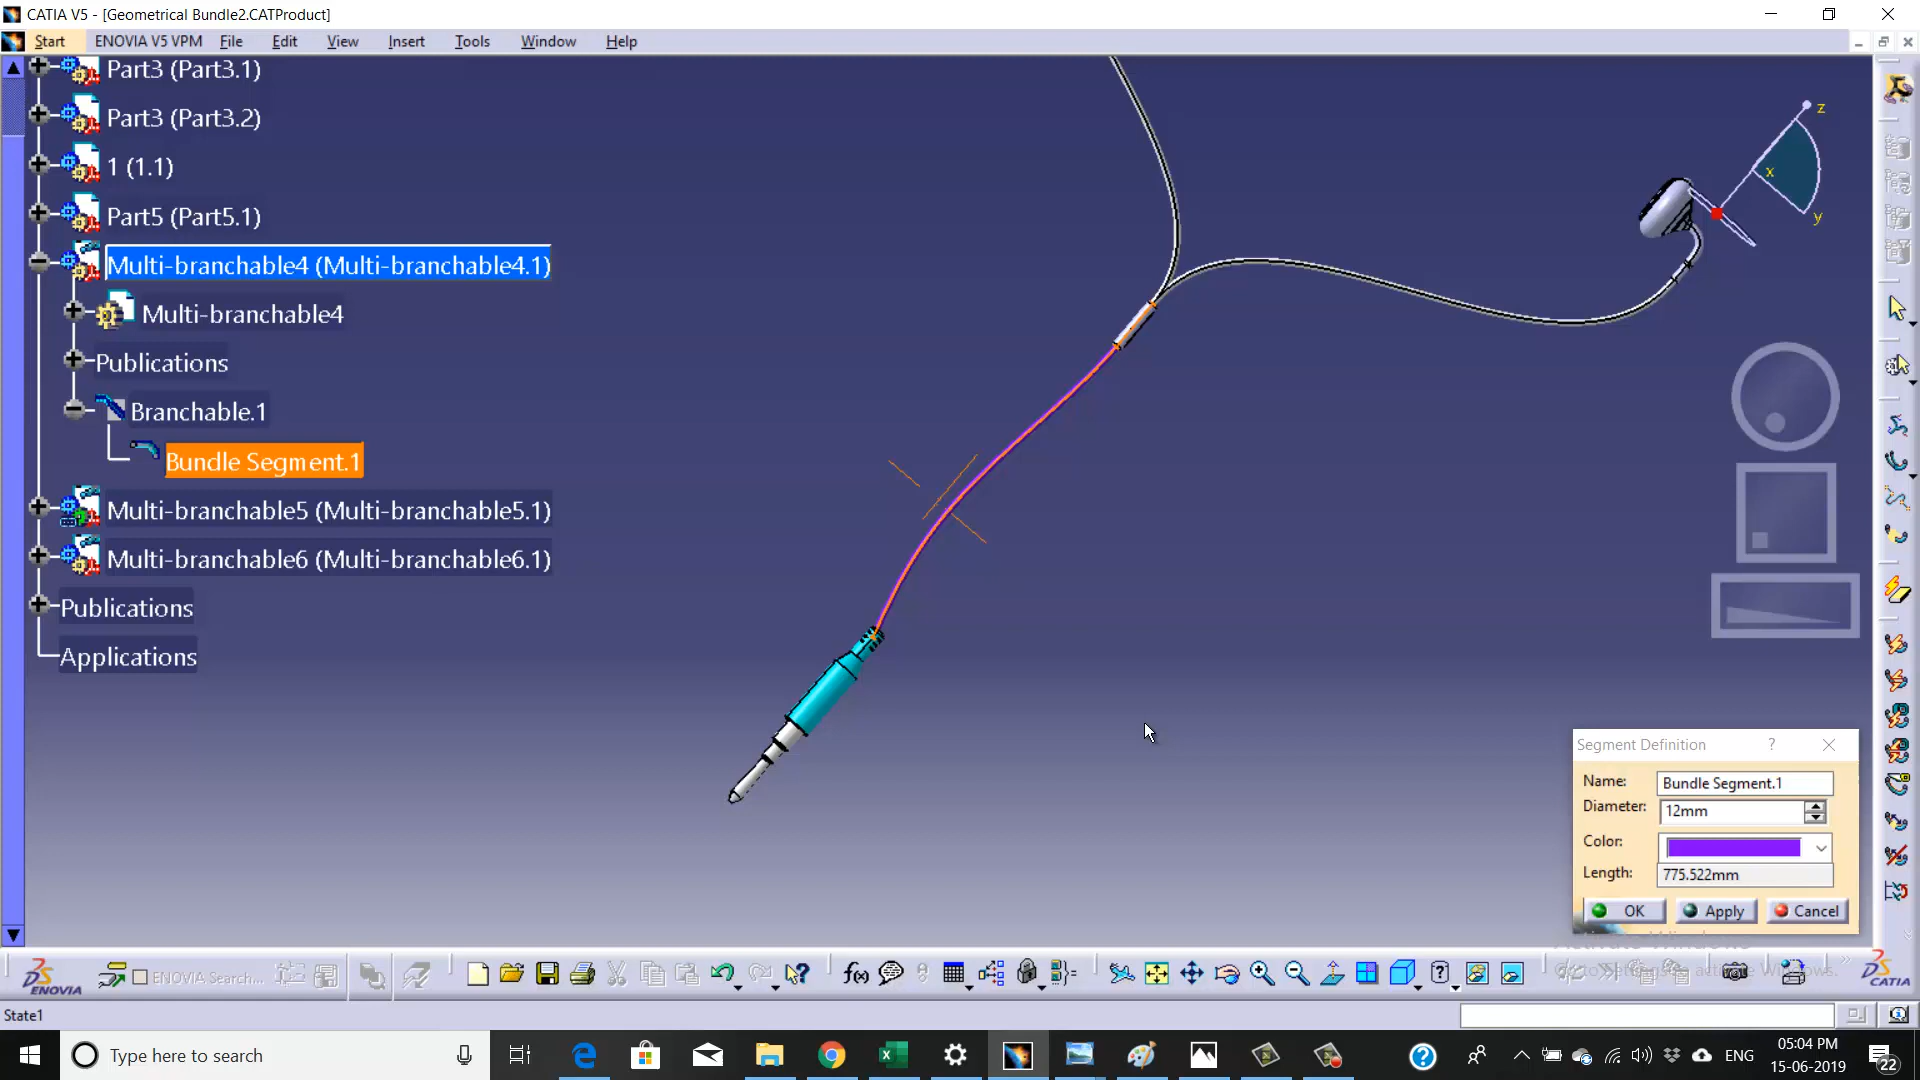 CATIA V5 - [Geometrical Bundle2.CATProduct]
Start ENOVIA V5 VPM File Edit View Insert Tools Window Help
Part3 (Part3.1)
Part3 (Part3.2)
1 (1.1)
Part5 (Part5.1)
Multi-branchable4 (Multi-branchable4.1)
Multi-branchable4
Publications
Branchable.1
Bundle Segment.1
Multi-branchable5 (Multi-branchable5.1)
Multi-branchable6 (Multi-branchable6.1)
Publications
Applications
z
x
y
Segment Definition ?
Name: Bundle Segment.1
Diameter: 12mm
Color:
Length: 775.522mm
OK Apply Cancel
Activate Windows
ENOVIA ENOVIA Search... f(x) CATIA
State1
Type here to search
ENG
05:04 PM
15-06-2019
22